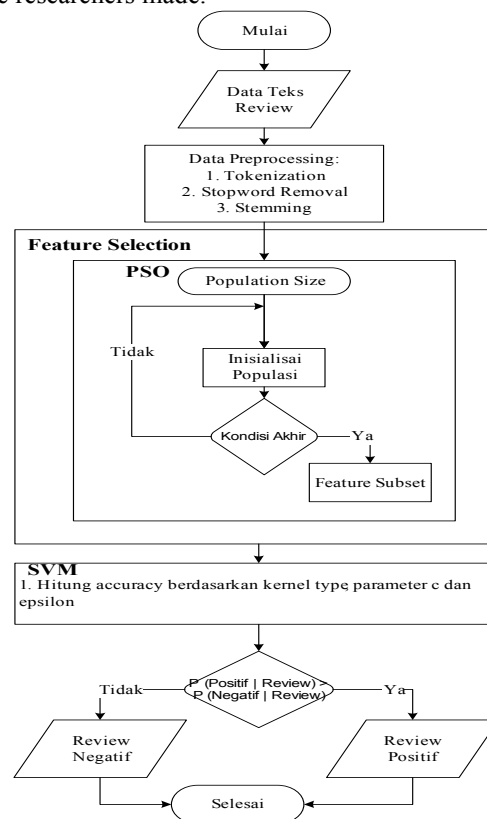 researchers made.
Mulai
Data Teks
Review
Data Preprocessing:
1. Tokenization
2. Stopword Removal
3. Stemming
Feature Selection
PSO
Population Size
Tidak
Inisialisai
Populasi
Kondisi Akhir
Ya
Feature Subset
SVM
1. Hitung accuracy berdasarkan kernel type, parameter c dan
epsilon
P (Positif | Review) >
P (Negatif | Review)
Tidak
Ya
Review
Negatif
Review
Positif
Selesai